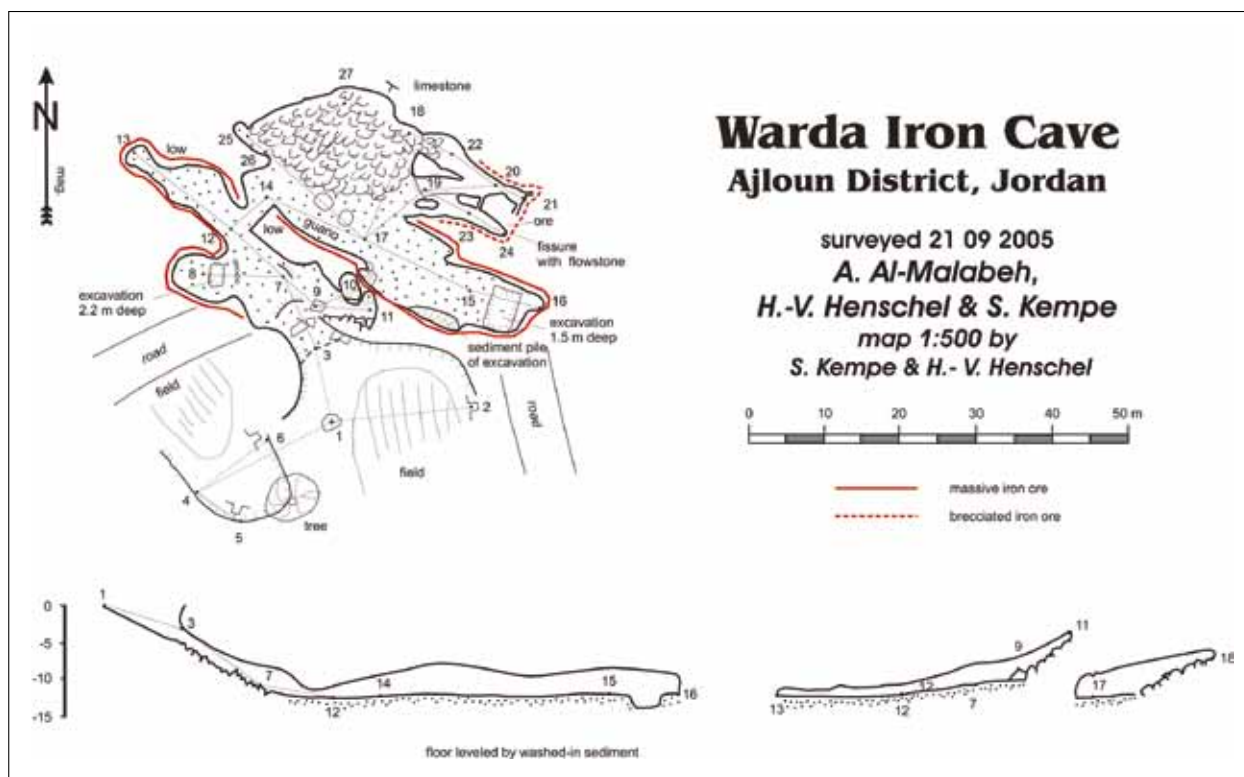 N
mag.
27
limestone
18
13
low
25
22
26
20
14
19
21
guano
ore
low
17
12
23
24
fissure
with flowstone
8
7
9
10
15
16
11
excavation
2.2 m deep
excavation
1.5 m deep
sediment pile
of excavation
3
road
field
2
1
road
6
field
4
tree
5
Warda Iron Cave
Ajloun District, Jordan
surveyed 21 09 2005
A. Al-Malabeh,
H.-V. Henschel & S. Kempe
map 1:500 by
S. Kempe & H.- V. Henschel
0 10 20 30 40 50 m
massive iron ore
brecciated iron ore
0
-5
-10
-15
1
3
7
12
14
15
16
9
11
13
12
12
7
17
18
floor leveled by washed-in sediment